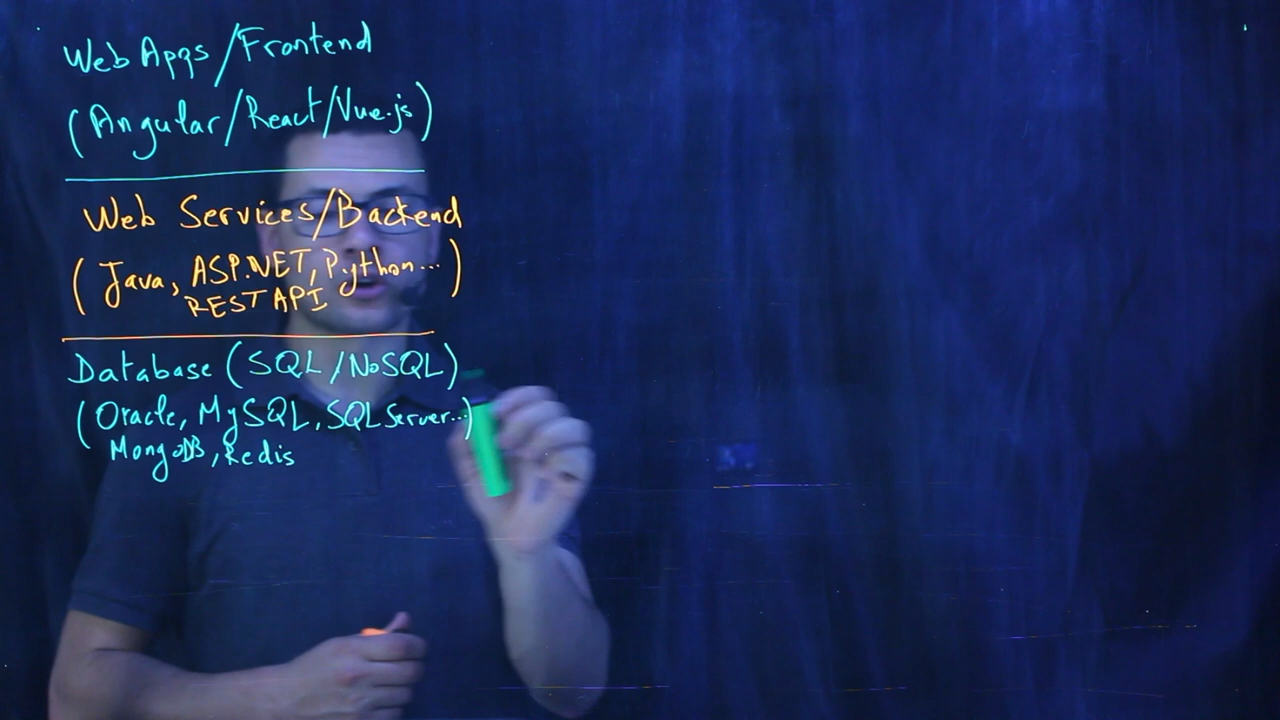 Web Apps/Frontend
(Angular/React/Vue.js)
Web Services/Backend
(Java, ASP.NET, Python...)
REST API
Database (SQL/NoSQL)
(Oracle, MySQL, SQL Server...)
MongoDB, Redis